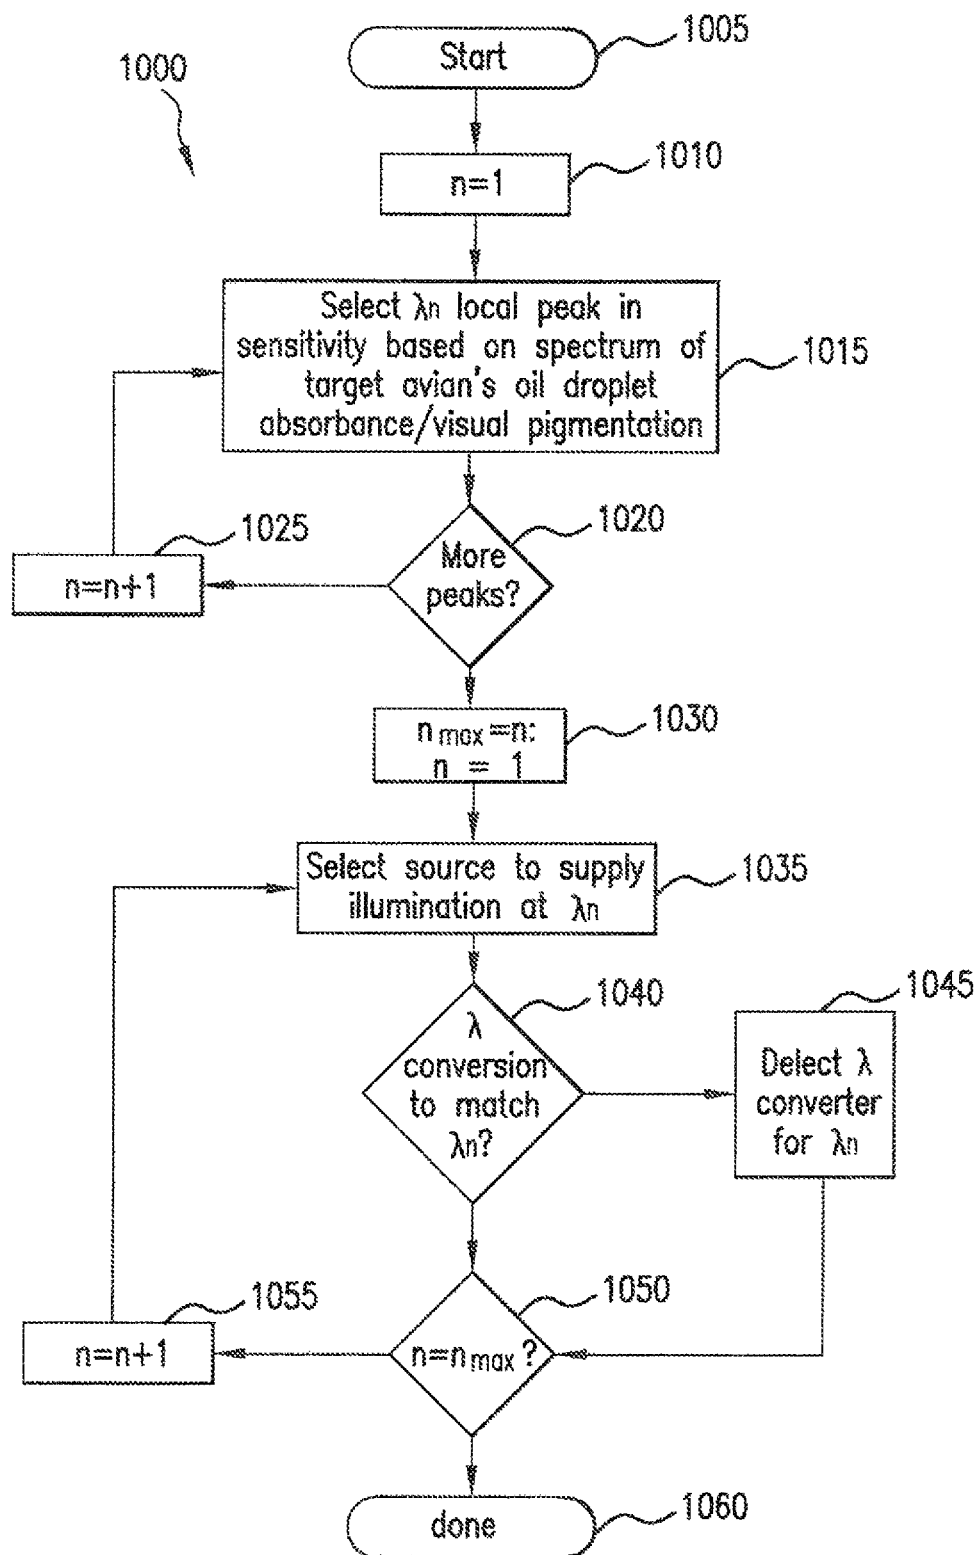 1000
Start
1005
n=1
1010
Select λn local peak in
sensitivity based on spectrum of
target avian's oil droplet
absorbance/visual pigmentation
1015
More
peaks?
1020
n=n+1
1025
nmax=n:
n = 1
1030
Select source to supply
illumination at λn
1035
λ
conversion
to match
λn?
1040
Delect λ
converter
for λn
1045
n=nmax?
1050
n=n+1
1055
done
1060